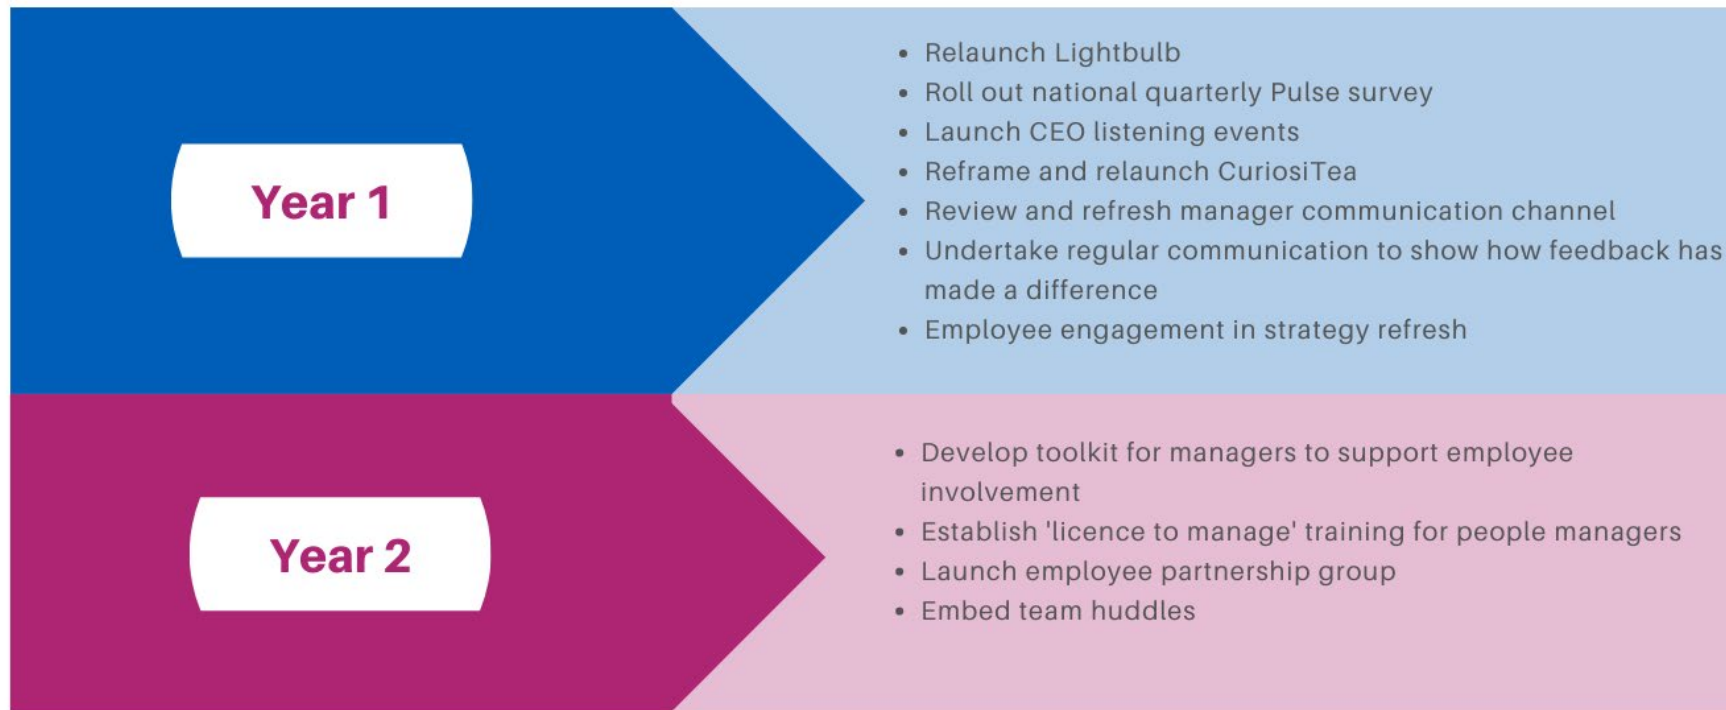 Year 1
• Relaunch Lightbulb
• Roll out national quarterly Pulse survey
• Launch CEO listening events
• Reframe and relaunch CuriosiTea
• Review and refresh manager communication channel
• Undertake regular communication to show how feedback has
made a difference
• Employee engagement in strategy refresh
Year 2
• Develop toolkit for managers to support employee
involvement
• Establish 'licence to manage' training for people managers
• Launch employee partnership group
• Embed team huddles